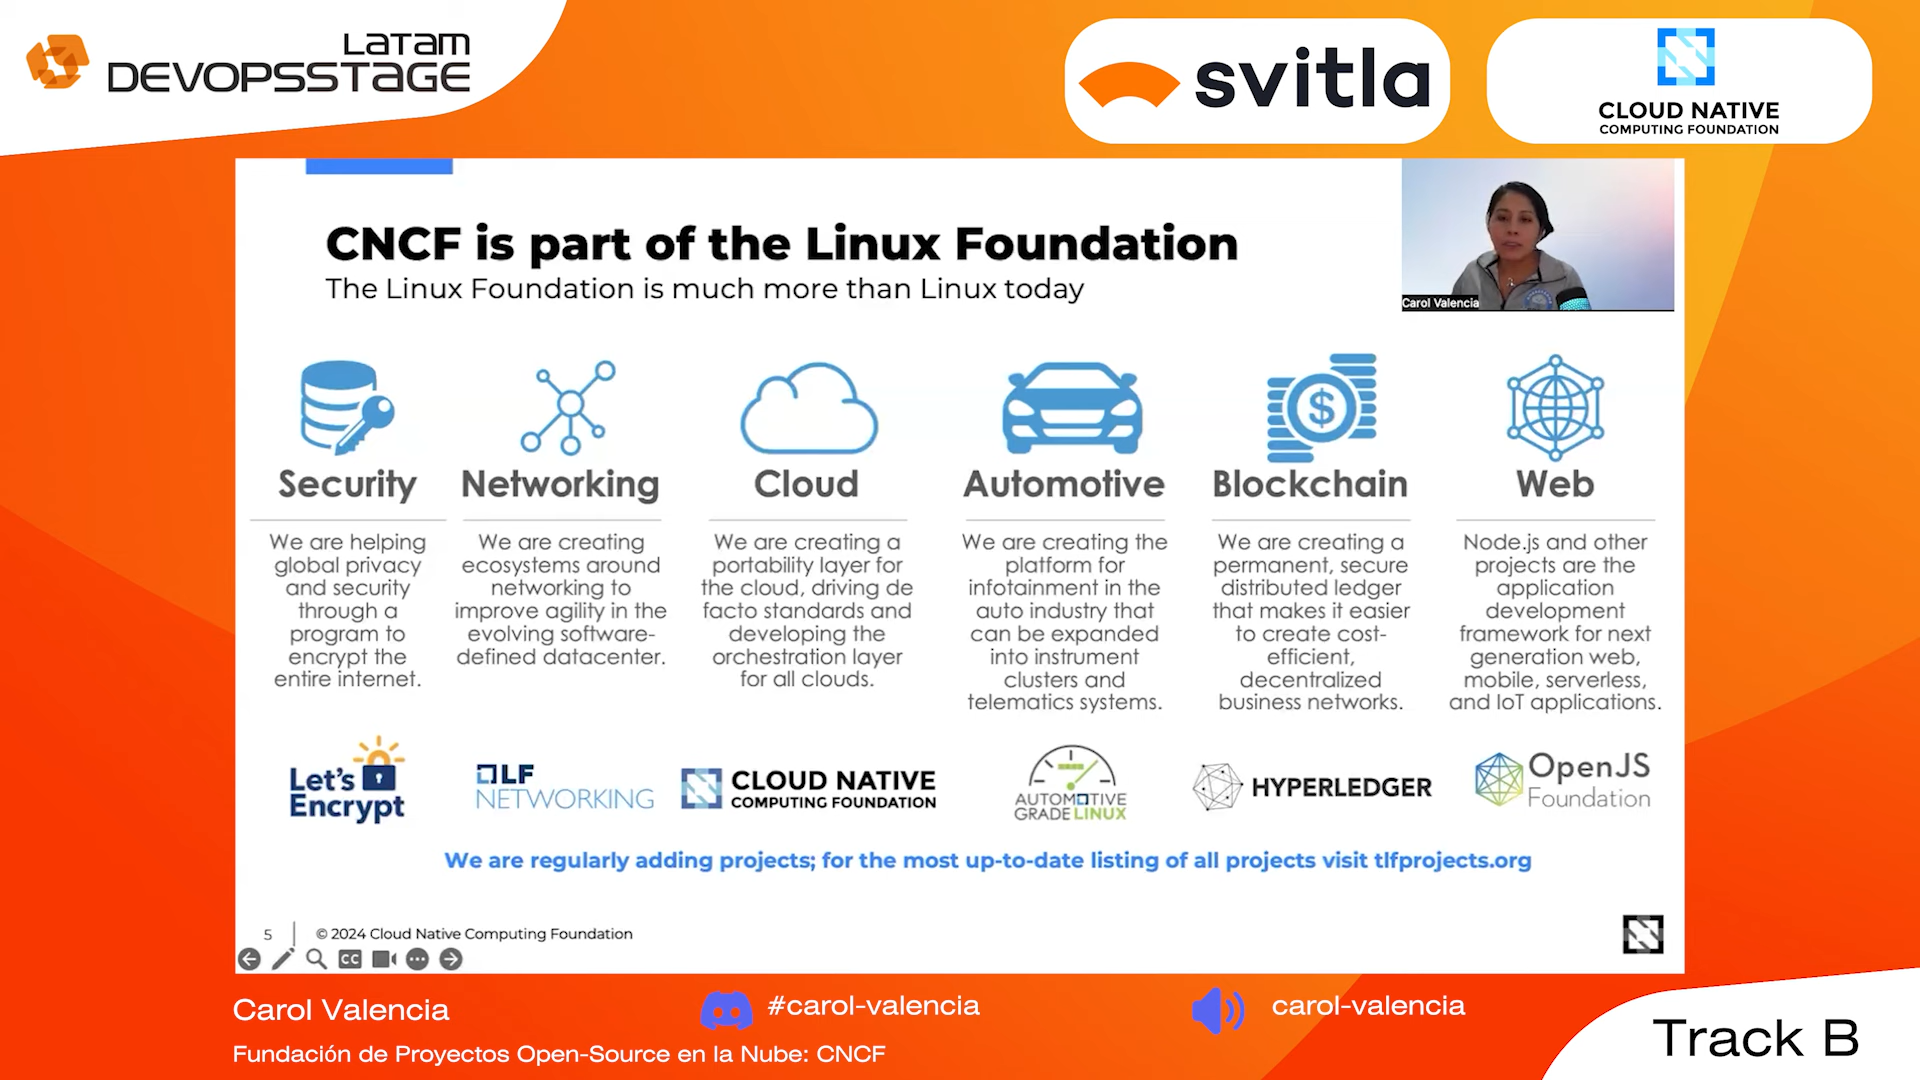 LATAM
DEVOPSSTAGE
svitla
CLOUD NATIVE
COMPUTING FOUNDATION
CNCF is part of the Linux Foundation
The Linux Foundation is much more than Linux today
Carol Valencia
Security
We are helping
global privacy
and security
through a
program to
encrypt the
entire internet.
Let's
Encrypt
Networking
We are creating
ecosystems around
networking to
improve agility in the
evolving software-
defined datacenter.
LF
NETWORKING
Cloud
We are creating a
portability layer for
the cloud, driving de
facto standards and
developing the
orchestration layer
for all clouds.
CLOUD NATIVE
COMPUTING FOUNDATION
Automotive
We are creating the
platform for
infotainment in the
auto industry that
can be expanded
into instrument
clusters and
telematics systems.
AUTOMOTIVE
GRADE LINUX
Blockchain
We are creating a
permanent, secure
distributed ledger
that makes it easier
to create cost-
efficient,
decentralized
business networks.
HYPERLEDGER
Web
Node.js and other
projects are the
application
development
framework for next
generation web,
mobile, serverless,
and IoT applications.
OpenJS
Foundation
We are regularly adding projects; for the most up-to-date listing of all projects visit tlfprojects.org
5
© 2024 Cloud Native Computing Foundation
CC
Carol Valencia
#carol-valencia
carol-valencia
Fundación de Proyectos Open-Source en la Nube: CNCF
Track B